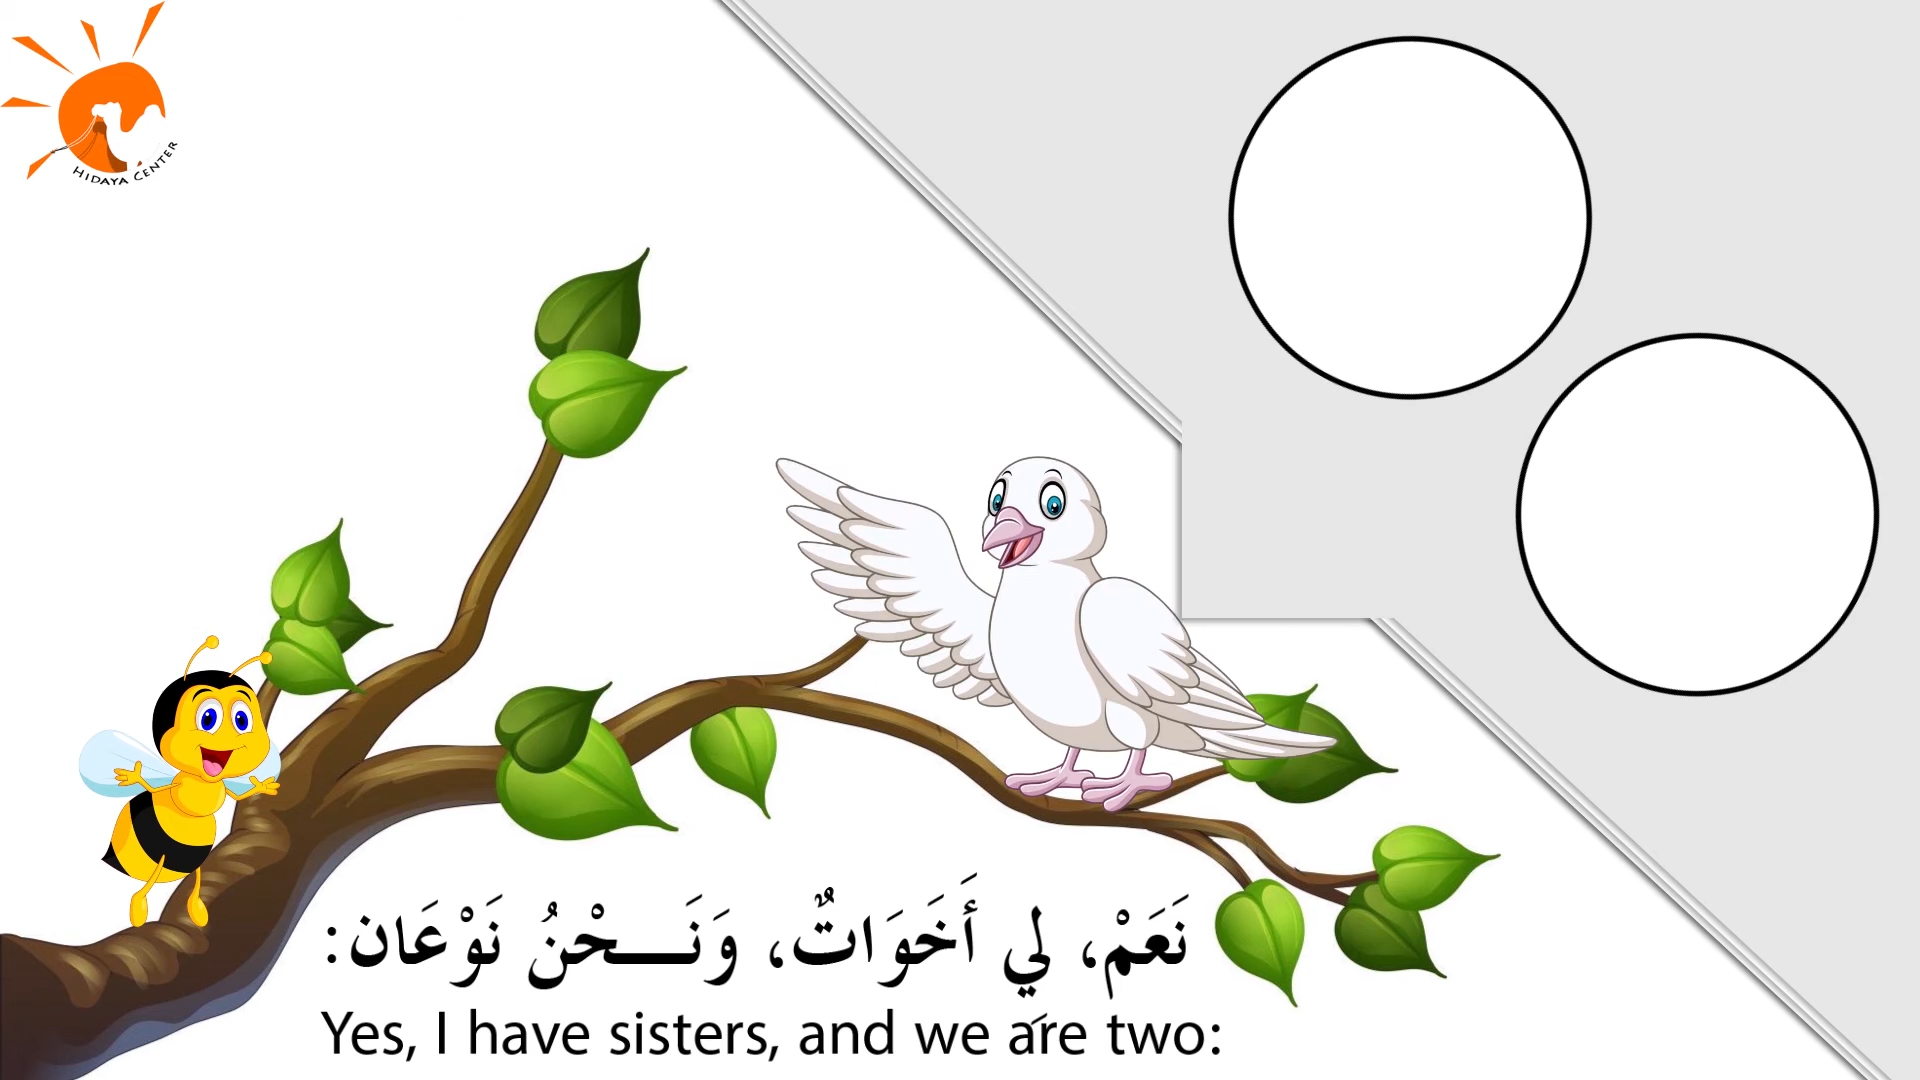 HIDAYA CENTER
نَعَمْ، لِي أَخَوَاتٌ، وَنَـــحْنُ نَوْعَان:
Yes, I have sisters, and we are two: